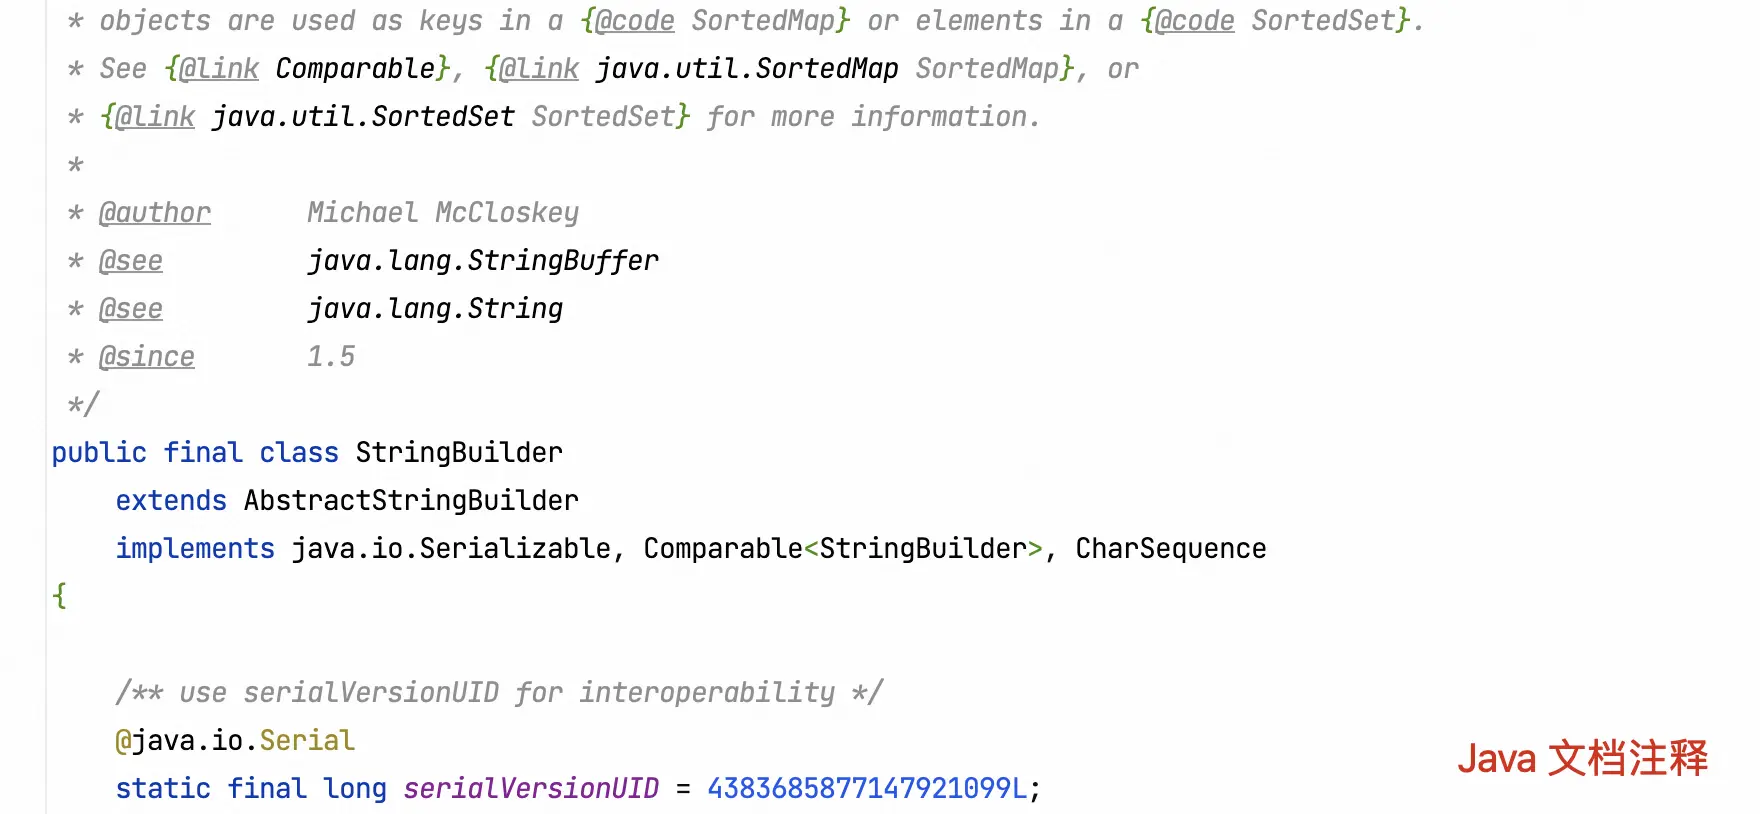 * objects are used as keys in a {@code SortedMap} or elements in a {@code SortedSet}.
* See {@link Comparable}, {@link java.util.SortedMap SortedMap}, or
* {@link java.util.SortedSet SortedSet} for more information.
*
* @author      Michael McCloskey
* @see         java.lang.StringBuffer
* @see         java.lang.String
* @since       1.5
*/
public final class StringBuilder
    extends AbstractStringBuilder
    implements java.io.Serializable, Comparable<StringBuilder>, CharSequence
{
    /** use serialVersionUID for interoperability */
    @java.io.Serial
    static final long serialVersionUID = 4383685877147921099L;
Java 文档注释